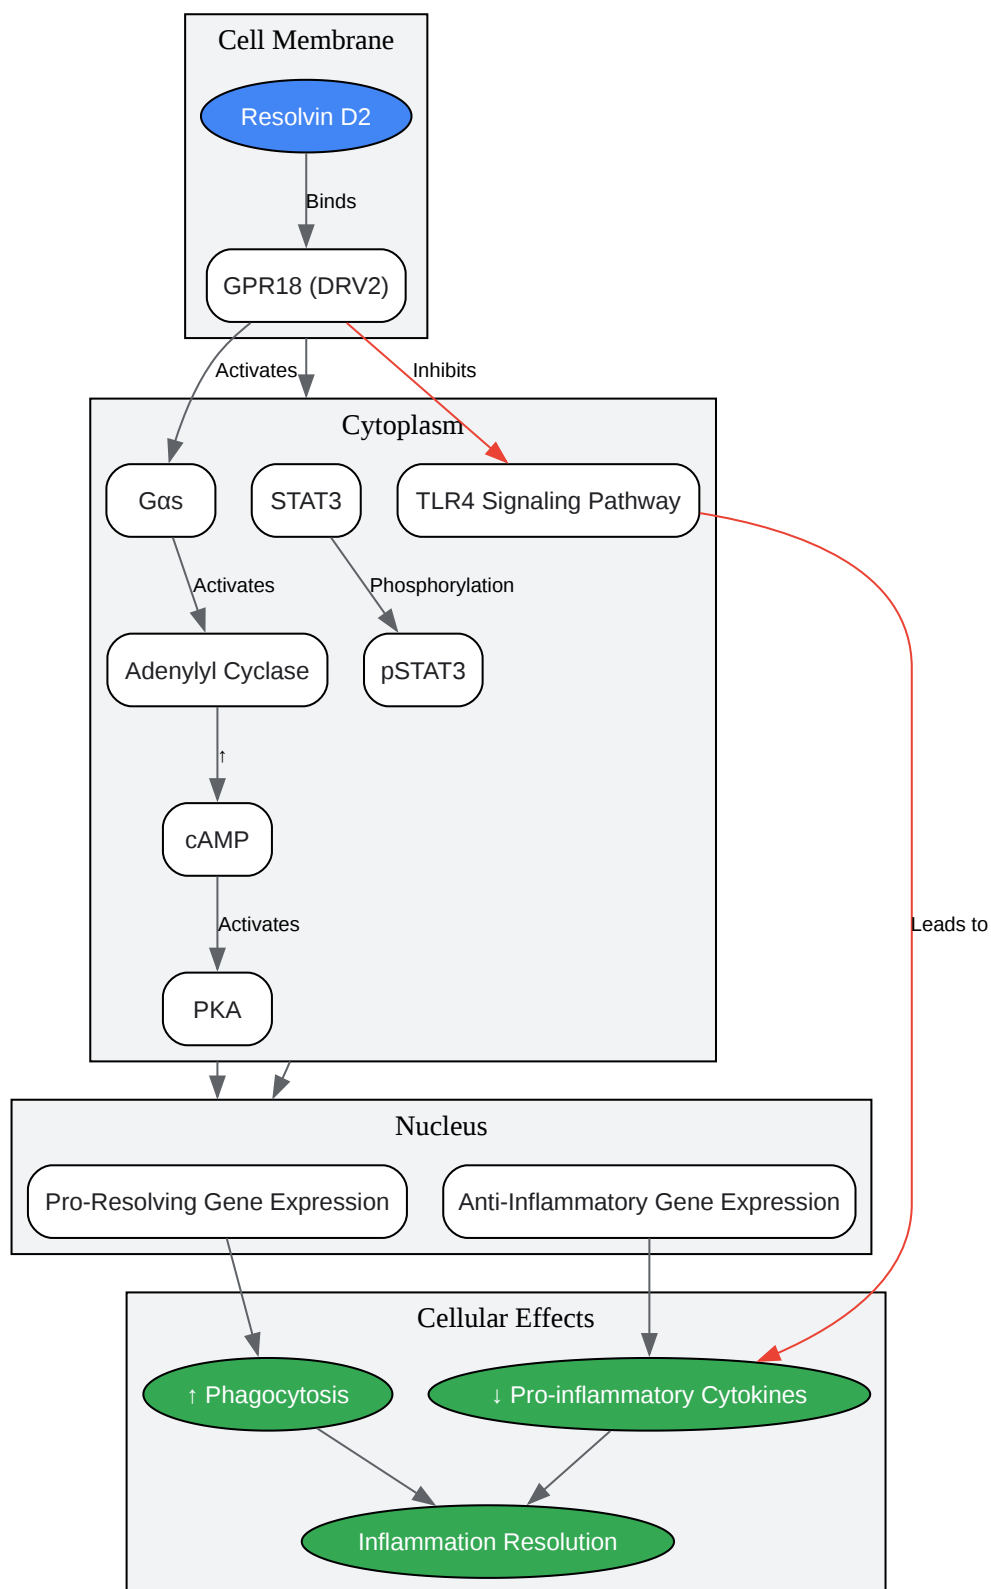 Cell Membrane
Resolvin D2
Binds
GPR18 (DRV2)
Activates
Inhibits
Cytoplasm
Gαs
STAT3
TLR4 Signaling Pathway
Activates
Phosphorylation
Adenylyl Cyclase
pSTAT3
↑
cAMP
Activates
Leads to
PKA
Nucleus
Pro-Resolving Gene Expression
Anti-Inflammatory Gene Expression
Cellular Effects
↑ Phagocytosis
↓ Pro-inflammatory Cytokines
Inflammation Resolution